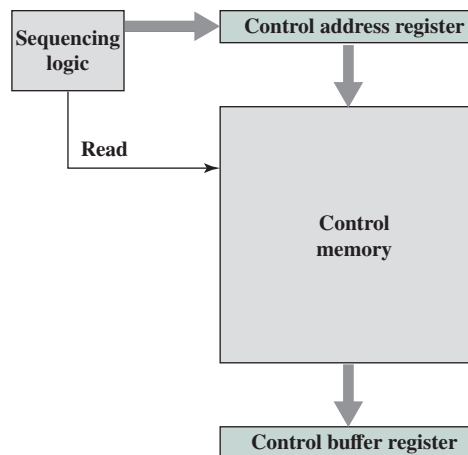 Sequencing
logic
Control address register
Read
Control
memory
Control buffer register